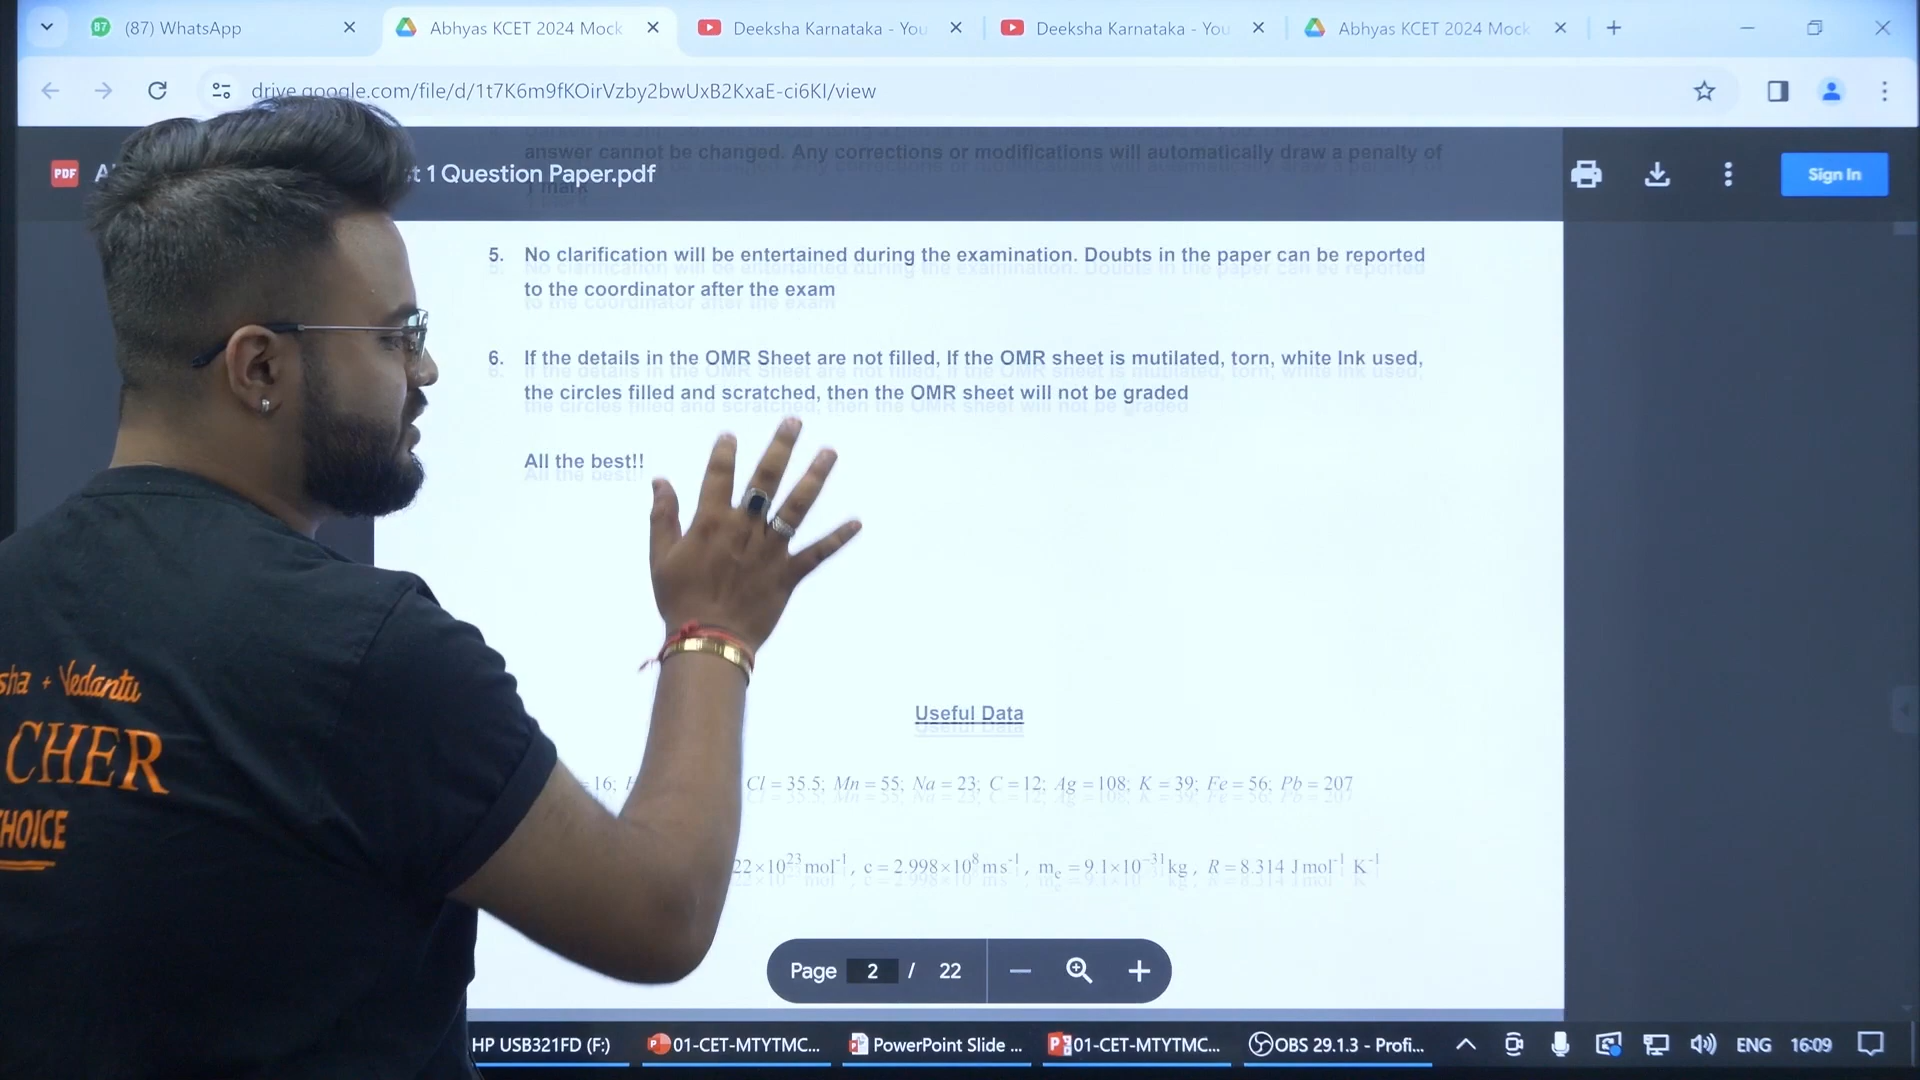 (87) WhatsApp
Abhyas KCET 2024 Mock
Deeksha Karnataka - You
Deeksha Karnataka - You
Abhyas KCET 2024 Mock
drive.google.com/file/d/1t7K6m9fKOirVzby2bwUxB2KxaE-ci6KI/view
PDF
1 Question Paper.pdf
Sign In
answer cannot be changed. Any corrections or modifications will automatically draw a penalty of
1 mark
5. No clarification will be entertained during the examination. Doubts in the paper can be reported
to the coordinator after the exam
6. If the details in the OMR Sheet are not filled, If the OMR sheet is mutilated, torn, white Ink used,
the circles filled and scratched, then the OMR sheet will not be graded
All the best!!
Useful Data
= 16; Cl = 35.5; Mn = 55; Na = 23; C = 12; Ag = 108; K = 39; Fe = 56; Pb = 207
22×10²³ mol⁻¹, c = 2.998×10⁸ ms⁻¹, mₑ = 9.1×10⁻³¹ kg, R = 8.314 J mol⁻¹ K⁻¹
Page 2 / 22
sha + Vedantu
CHER
HOICE
HP USB321FD (F:)
01-CET-MTYTMC...
PowerPoint Slide ...
01-CET-MTYTMC...
OBS 29.1.3 - Profi...
ENG
16:09